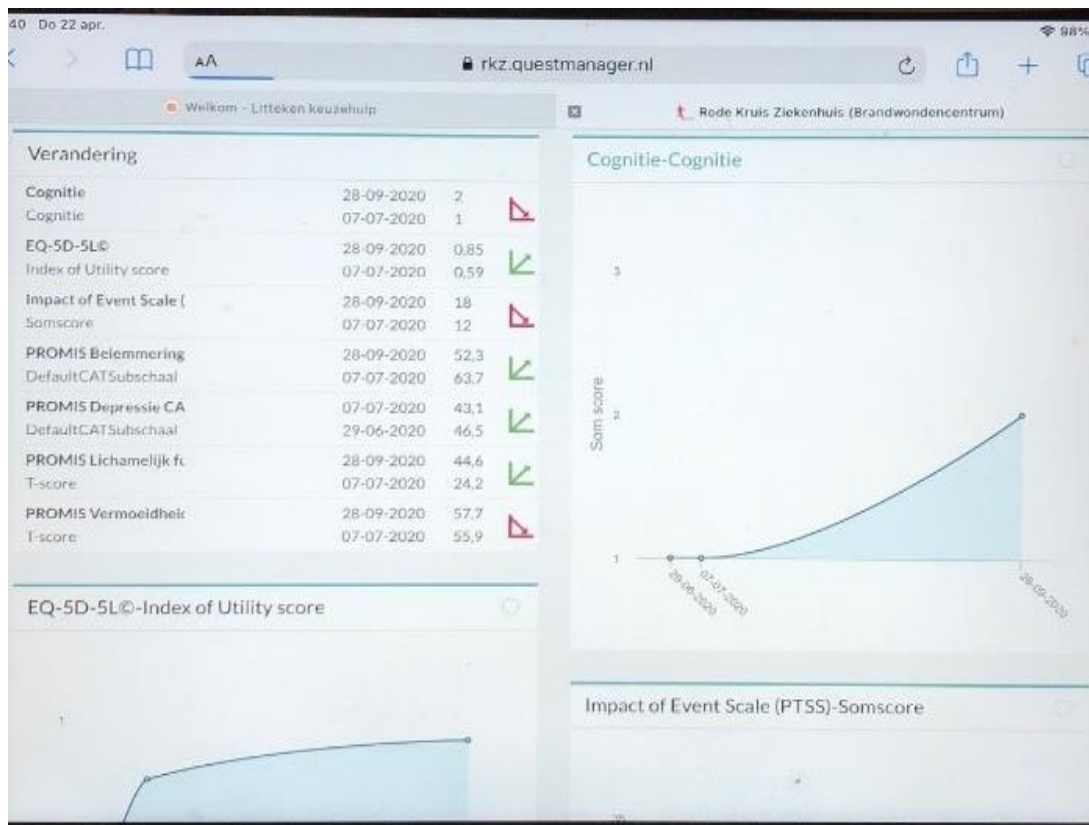 40 Do 22 apr.
98%
AA
rkz.questmanager.nl
Welkom - Litteken keuzehulp
Rode Kruis Ziekenhuis (Brandwondencentrum)
Verandering
Cognitie 28-09-2020 2
Cognitie 07-07-2020 1
EQ-5D-5L© 28-09-2020 0,85
Index of Utility score 07-07-2020 0,59
Impact of Event Scale ( 28-09-2020 18
Somscore 07-07-2020 12
PROMIS Belemmering 28-09-2020 52,3
DefaultCATSubschaal 07-07-2020 63,7
PROMIS Depressie CA 07-07-2020 43,1
DefaultCATSubschaal 29-06-2020 46,5
PROMIS Lichamelijk fu 28-09-2020 44,6
T-score 07-07-2020 24,2
PROMIS Vermoeidheid 28-09-2020 57,7
T-score 07-07-2020 55,9
EQ-5D-5L©-Index of Utility score
1
Cognitie-Cognitie
3
Som score
2
1
29-06-2020
07-07-2020
28-09-2020
Impact of Event Scale (PTSS)-Somscore